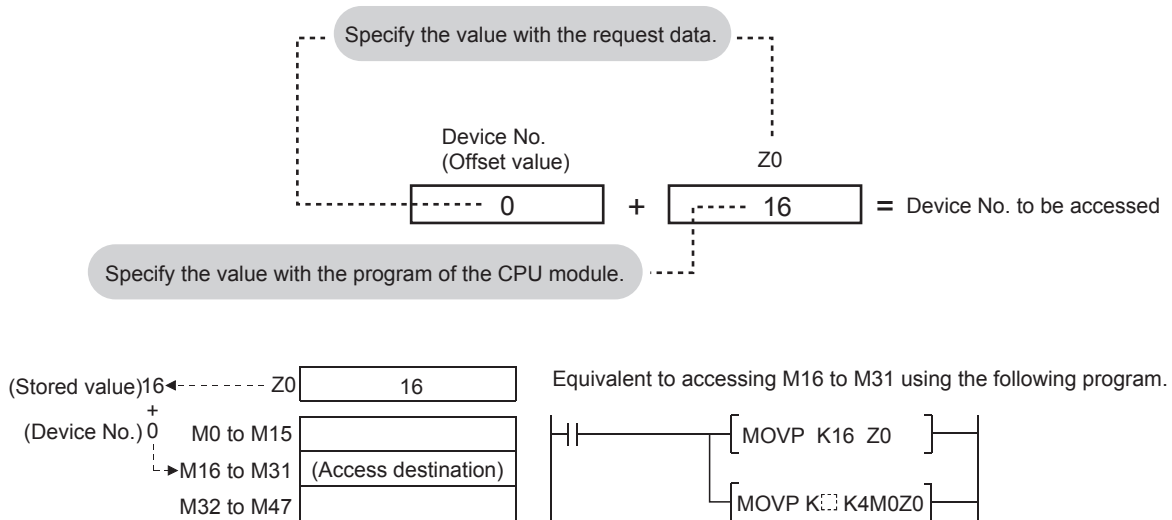 Specify the value with the request data.
Device No.
(Offset value)
Z0
0 + 16 = Device No. to be accessed
Specify the value with the program of the CPU module.
(Stored value)16 Z0 16
Equivalent to accessing M16 to M31 using the following program.
+
(Device No.) 0 M0 to M15
MOVP K16 Z0
M16 to M31 (Access destination)
M32 to M47
MOVP K K4M0Z0